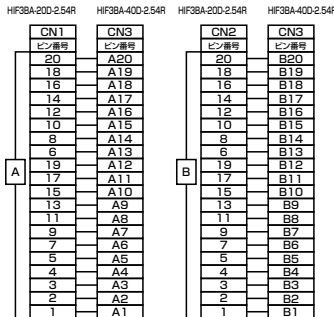 HIF3BA-20D-2.54R HIF3BA-40D-2.54R HIF3BA-20D-2.54R HIF3BA-40D-2.54R
CN1 CN3 CN2 CN3
ピン番号 ピン番号 ピン番号 ピン番号
20 A20 20 B20
18 A19 18 B19
16 A18 16 B18
14 A17 14 B17
12 A16 12 B16
10 A15 10 B15
8 A14 8 B14
6 A13 6 B13
A 19 A12 B 19 B12
17 A11 17 B11
15 A10 15 B10
13 A9 13 B9
11 A8 11 B8
9 A7 9 B7
7 A6 7 B6
5 A5 5 B5
4 A4 4 B4
3 A3 3 B3
2 A2 2 B2
1 A1 1 B1